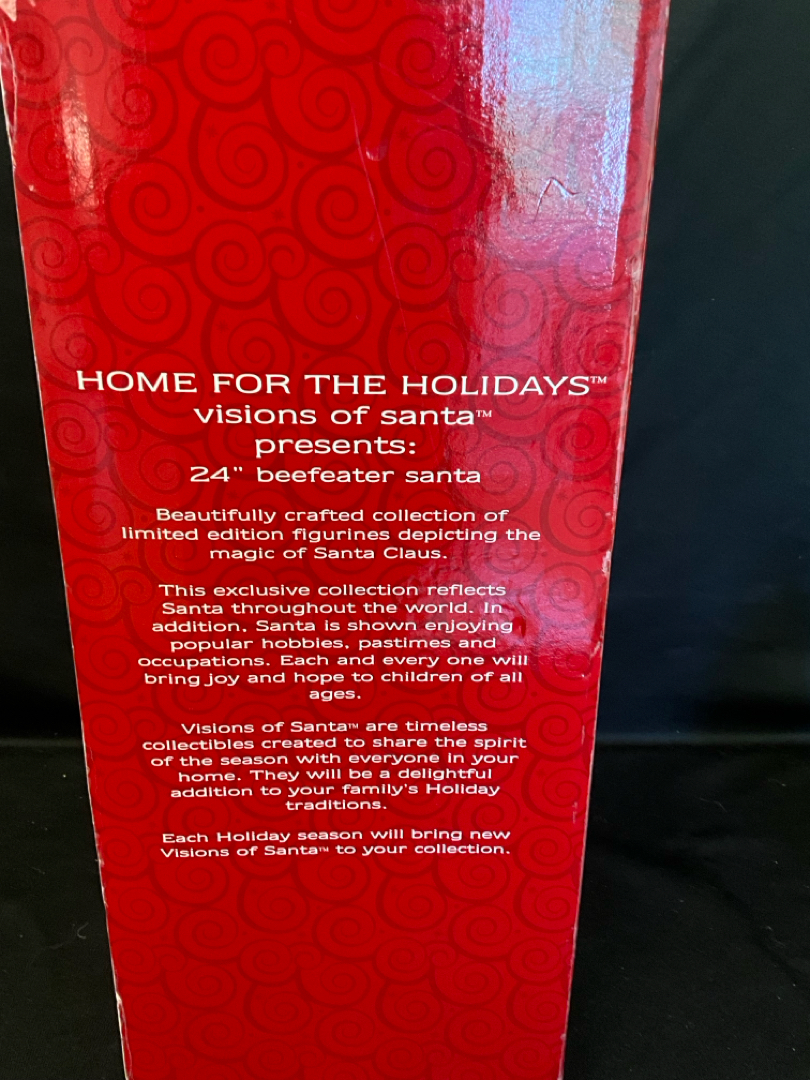 HOME FOR THE HOLIDAYS™
visions of santa™
presents:
24" beefeater santa
Beautifully crafted collection of
limited edition figurines depicting the
magic of Santa Claus.
This exclusive collection reflects
Santa throughout the world. In
addition, Santa is shown enjoying
popular hobbies, pastimes and
occupations. Each and every one will
bring joy and hope to children of all
ages.
Visions of Santa™ are timeless
collectibles created to share the spirit
of the season with everyone in your
home. They will be a delightful
addition to your family's Holiday
traditions.
Each Holiday season will bring new
Visions of Santa™ to your collection.